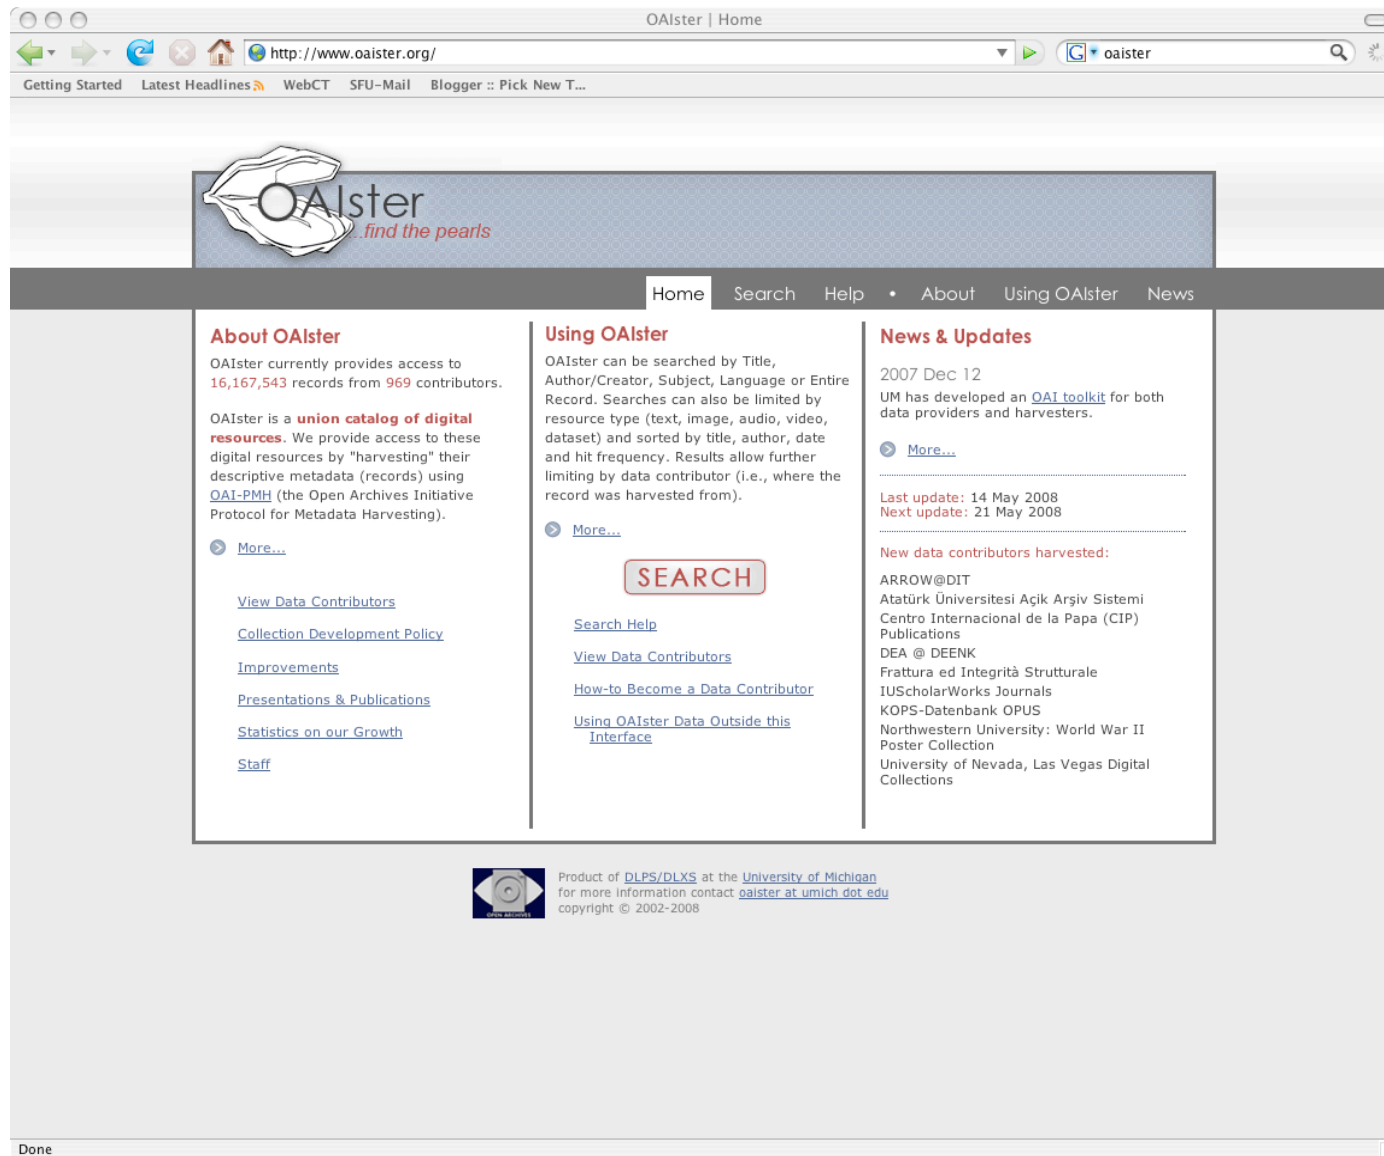 OAIster | Home
http://www.oaister.org/
oaister
Getting Started Latest Headlines WebCT SFU-Mail Blogger :: Pick New T...
OAIster
...find the pearls
Home Search Help • About Using OAIster News
About OAIster
OAIster currently provides access to
16,167,543 records from 969 contributors.
OAIster is a union catalog of digital
resources. We provide access to these
digital resources by "harvesting" their
descriptive metadata (records) using
OAI-PMH (the Open Archives Initiative
Protocol for Metadata Harvesting).
More...
View Data Contributors
Collection Development Policy
Improvements
Presentations & Publications
Statistics on our Growth
Staff
Using OAIster
OAIster can be searched by Title,
Author/Creator, Subject, Language or Entire
Record. Searches can also be limited by
resource type (text, image, audio, video,
dataset) and sorted by title, author, date
and hit frequency. Results allow further
limiting by data contributor (i.e., where the
record was harvested from).
More...
SEARCH
Search Help
View Data Contributors
How-to Become a Data Contributor
Using OAIster Data Outside this
Interface
News & Updates
2007 Dec 12
UM has developed an OAI toolkit for both
data providers and harvesters.
More...
Last update: 14 May 2008
Next update: 21 May 2008
New data contributors harvested:
ARROW@DIT
Atatürk Üniversitesi Açik Arşiv Sistemi
Centro Internacional de la Papa (CIP)
Publications
DEA @ DEENK
Frattura ed Integrità Strutturale
IUScholarWorks Journals
KOPS-Datenbank OPUS
Northwestern University: World War II
Poster Collection
University of Nevada, Las Vegas Digital
Collections
OPEN ARCHIVES
Product of DLPS/DLXS at the University of Michigan
for more information contact oaister at umich dot edu
copyright © 2002-2008
Done